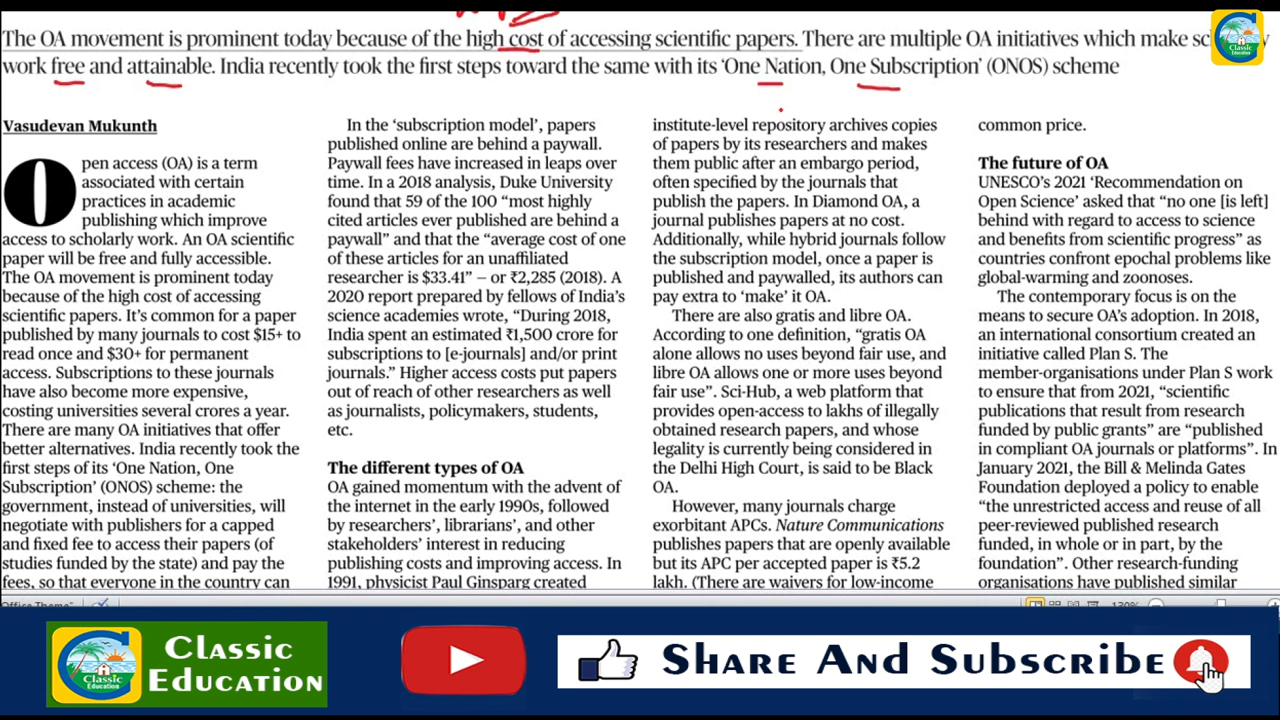 The OA movement is prominent today because of the high cost of accessing scientific papers. There are multiple OA initiatives which make
work free and attainable. India recently took the first steps toward the same with its ‘One Nation, One Subscription’ (ONOS) scheme
Classic
Education
Vasudevan Mukunth
Open access (OA) is a term
associated with certain
practices in academic
publishing which improve
access to scholarly work. An OA scientific
paper will be free and fully accessible.
The OA movement is prominent today
because of the high cost of accessing
scientific papers. It’s common for a paper
published by many journals to cost $15+ to
read once and $30+ for permanent
access. Subscriptions to these journals
have also become more expensive,
costing universities several crores a year.
There are many OA initiatives that offer
better alternatives. India recently took the
first steps of its ‘One Nation, One
Subscription’ (ONOS) scheme: the
government, instead of universities, will
negotiate with publishers for a capped
and fixed fee to access their papers (of
studies funded by the state) and pay the
fees, so that everyone in the country can
In the ‘subscription model’, papers
published online are behind a paywall.
Paywall fees have increased in leaps over
time. In a 2018 analysis, Duke University
found that 59 of the 100 “most highly
cited articles ever published are behind a
paywall” and that the “average cost of one
of these articles for an unaffiliated
researcher is $33.41” — or ₹2,285 (2018). A
2020 report prepared by fellows of India’s
science academies wrote, “During 2018,
India spent an estimated ₹1,500 crore for
subscriptions to [e-journals] and/or print
journals.” Higher access costs put papers
out of reach of other researchers as well
as journalists, policymakers, students,
etc.
The different types of OA
OA gained momentum with the advent of
the internet in the early 1990s, followed
by researchers’, librarians’, and other
stakeholders’ interest in reducing
publishing costs and improving access. In
1991, physicist Paul Ginsparg created
institute-level repository archives copies
of papers by its researchers and makes
them public after an embargo period,
often specified by the journals that
publish the papers. In Diamond OA, a
journal publishes papers at no cost.
Additionally, while hybrid journals follow
the subscription model, once a paper is
published and paywalled, its authors can
pay extra to ‘make’ it OA.
There are also gratis and libre OA.
According to one definition, “gratis OA
alone allows no uses beyond fair use, and
libre OA allows one or more uses beyond
fair use”. Sci-Hub, a web platform that
provides open-access to lakhs of illegally
obtained research papers, and whose
legality is currently being considered in
the Delhi High Court, is said to be Black
OA.
However, many journals charge
exorbitant APCs. Nature Communications
publishes papers that are openly available
but its APC per accepted paper is ₹5.2
lakh. (There are waivers for low-income
common price.
The future of OA
UNESCO’s 2021 ‘Recommendation on
Open Science’ asked that “no one [is left]
behind with regard to access to science
and benefits from scientific progress” as
countries confront epochal problems like
global-warming and zoonoses.
The contemporary focus is on the
means to secure OA’s adoption. In 2018,
an international consortium created an
initiative called Plan S. The
member-organisations under Plan S work
to ensure that from 2021, “scientific
publications that result from research
funded by public grants” are “published
in compliant OA journals or platforms”. In
January 2021, the Bill & Melinda Gates
Foundation deployed a policy to enable
“the unrestricted access and reuse of all
peer-reviewed published research
funded, in whole or in part, by the
foundation”. Other research-funding
organisations have published similar
130%
Classic
Education
Classic
Education
Share And Subscribe